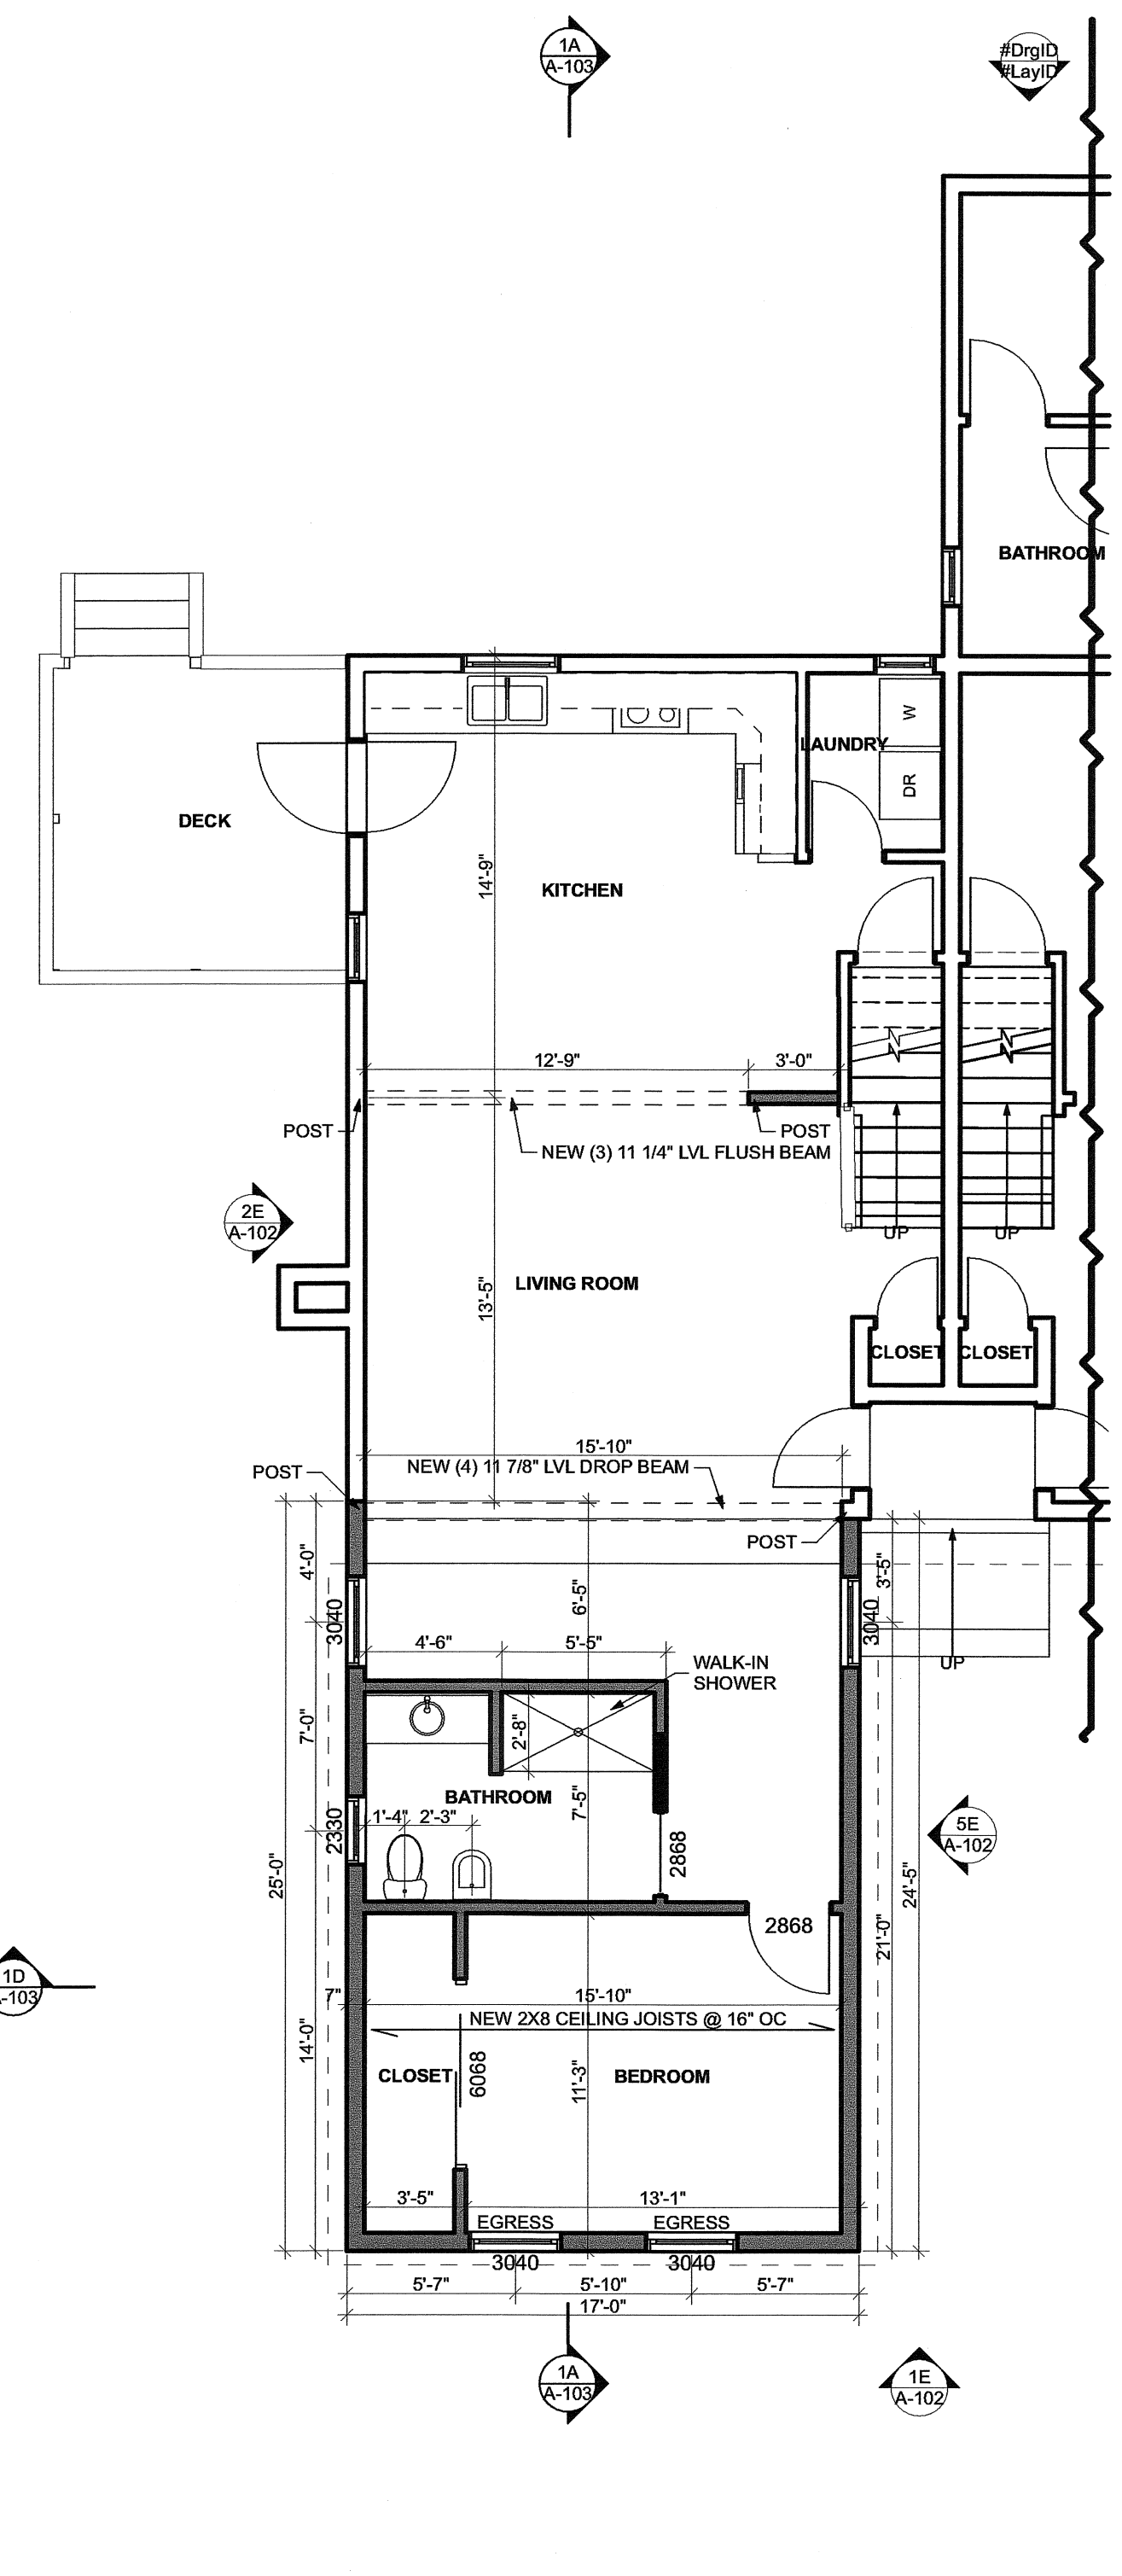 1A
A-103
#DrgID
#LayID
BATHROOM
W
LAUNDRY
DR
DECK
14'-9"
KITCHEN
12'-9"
3'-0"
POST
POST
NEW (3) 11 1/4" LVL FLUSH BEAM
2E
A-102
UP
UP
LIVING ROOM
13'-5"
CLOSET
CLOSET
15'-10"
NEW (4) 11 7/8" LVL DROP BEAM
POST
POST
4'-0"
3'-5"
6'-5"
3040
3040
4'-6"
5'-5"
WALK-IN
SHOWER
UP
7'-0"
2'-8"
BATHROOM
7'-5"
1'-4"
2'-3"
2330
2868
5E
A-102
25'-0"
24'-5"
2868
21'-0"
1D
A-103
7"
15'-10"
NEW 2X8 CEILING JOISTS @ 16" OC
14'-0"
CLOSET
6068
11'-3"
BEDROOM
3'-5"
13'-1"
EGRESS
EGRESS
3040
3040
5'-7"
5'-10"
5'-7"
17'-0"
1A
A-103
1E
A-102